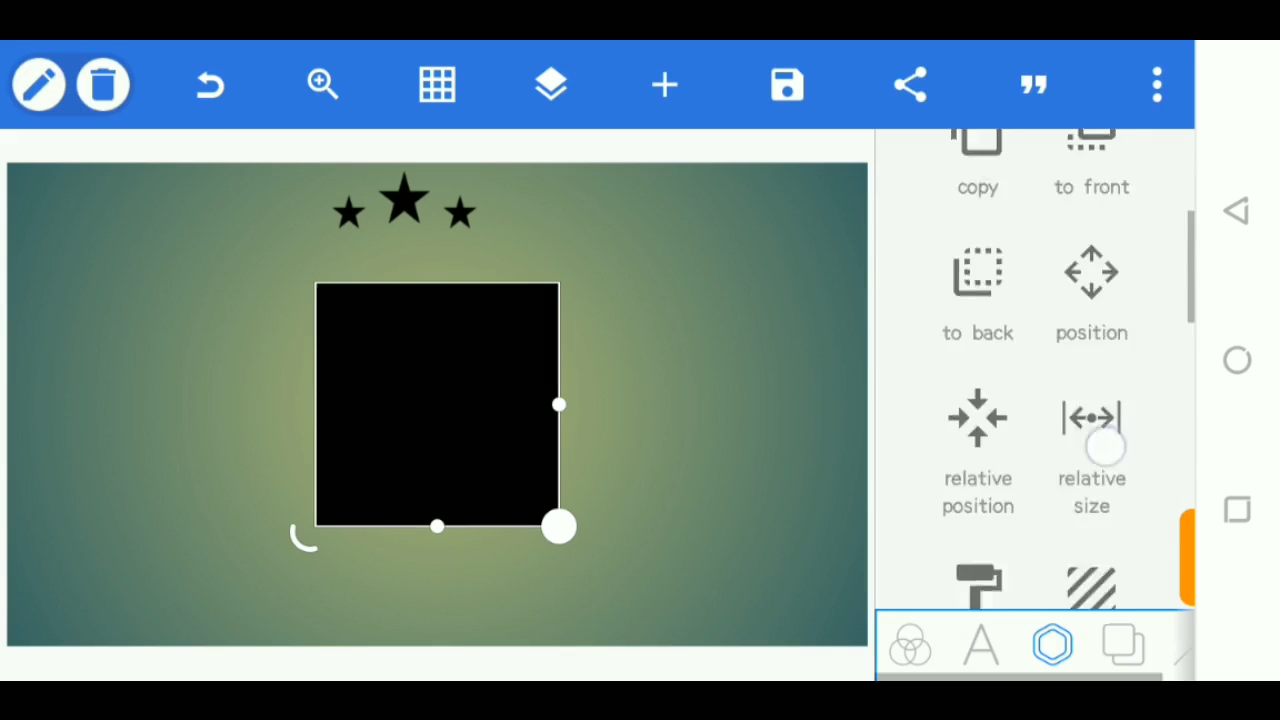 copy
to front
to back
position
relative
position
relative
size